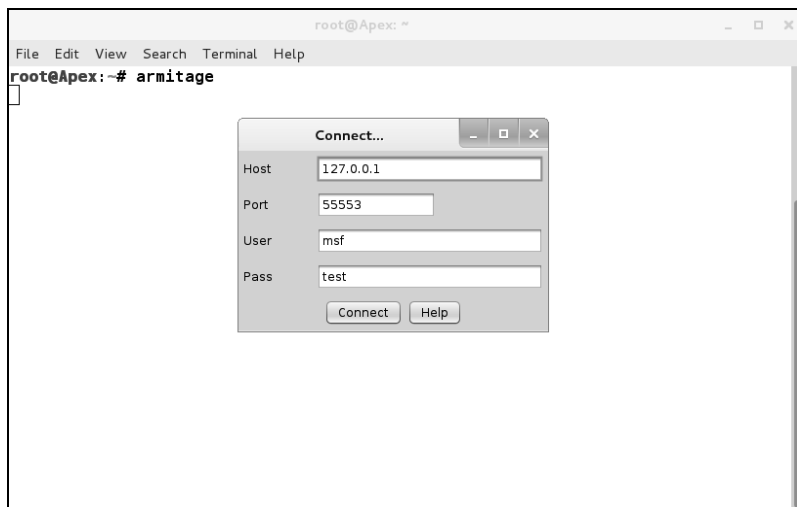 root@Apex: ~
File Edit View Search Terminal Help
root@Apex:~# armitage
Connect...
Host 127.0.0.1
Port 55553
User msf
Pass test
Connect Help